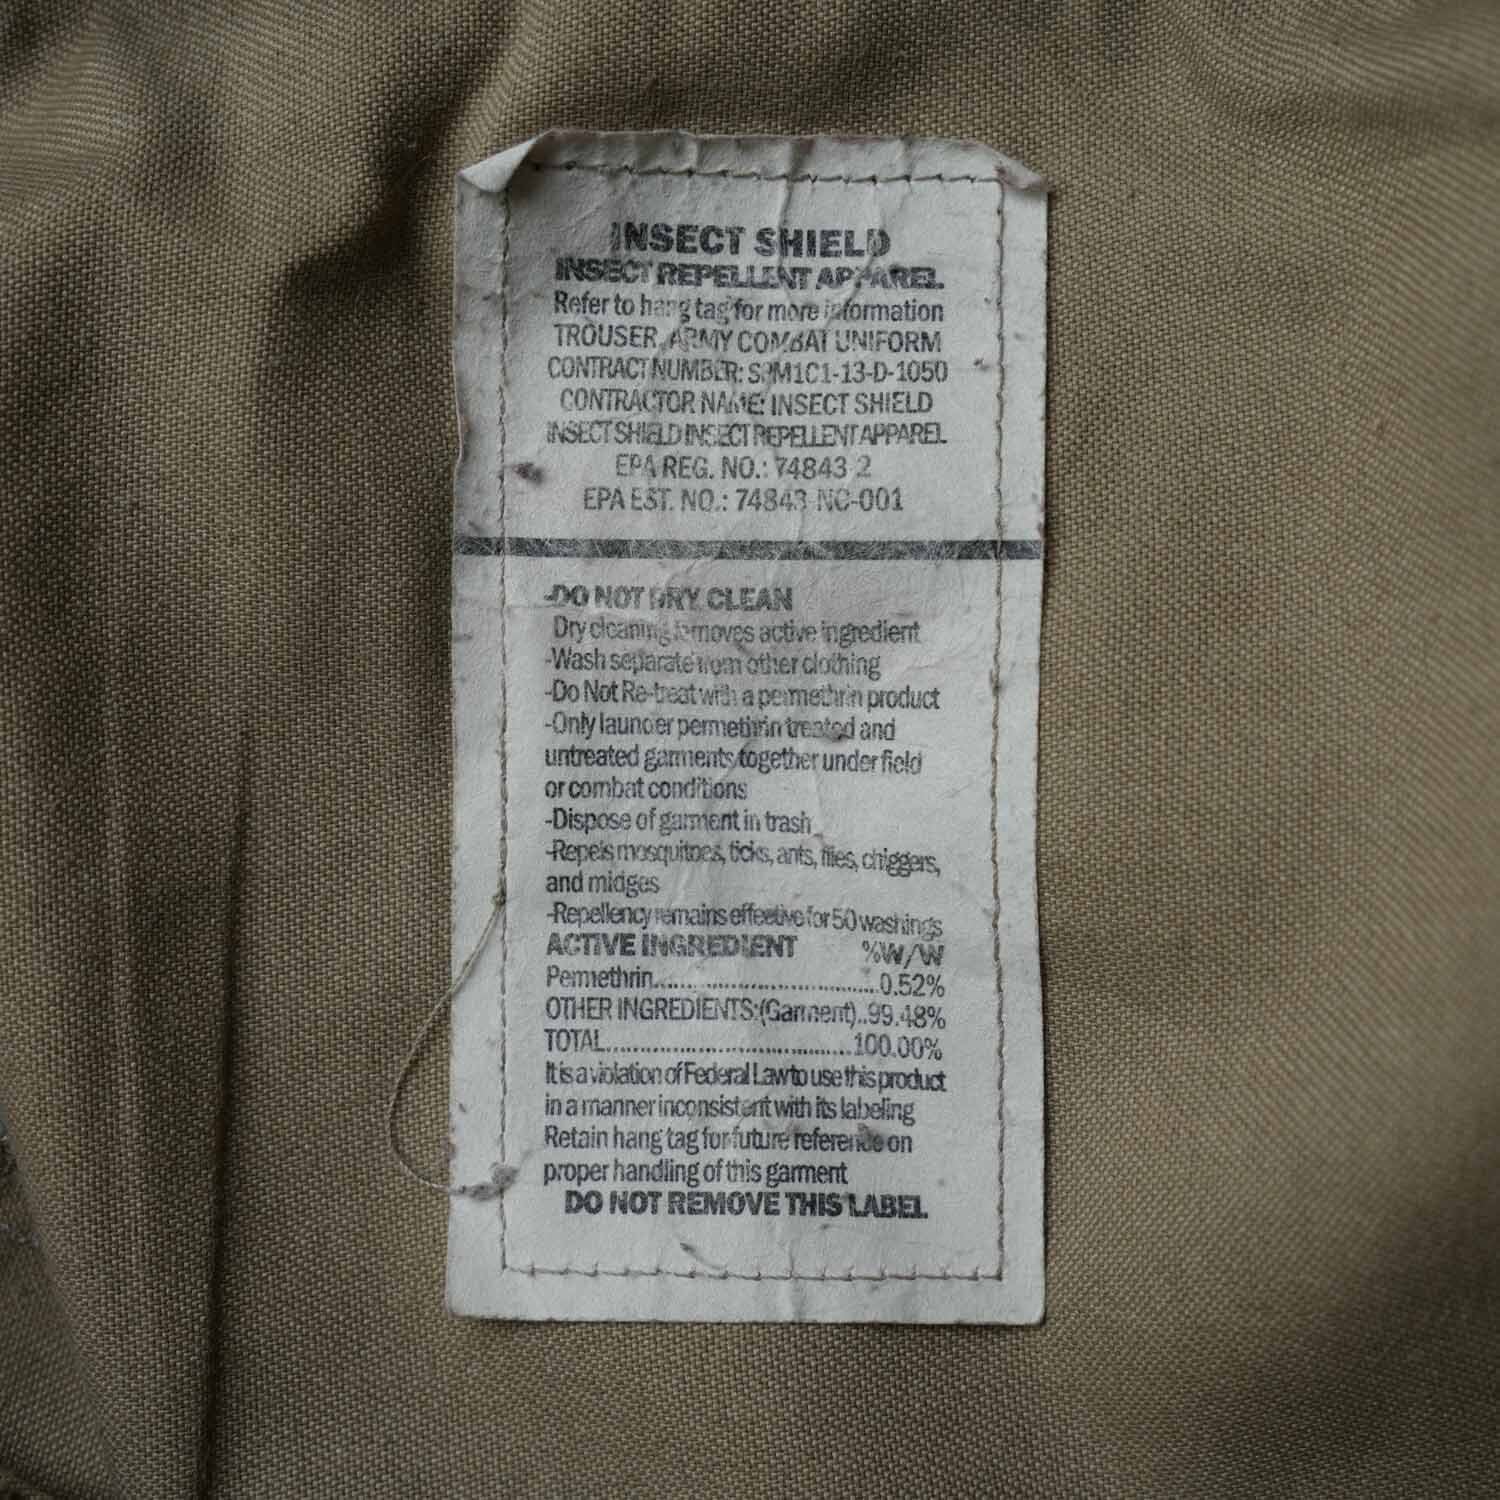 INSECT SHIELD
INSECT REPELLENT APPAREL
Refer to hang tag for more information
TROUSER, ARMY COMBAT UNIFORM
CONTRACT NUMBER: SPM1C1-13-D-1050
CONTRACTOR NAME: INSECT SHIELD
INSECT SHIELD INSECT REPELLENT APPAREL
EPA REG. NO.: 74843-2
EPA EST. NO.: 74843-NC-001
-DO NOT DRY CLEAN
Dry cleaning removes active ingredient
-Wash separate from other clothing
-Do Not Re-treat with a permethrin product
-Only launder permethrin treated and
untreated garments together under field
or combat conditions
-Dispose of garment in trash
-Repels mosquitoes, ticks, ants, flies, chiggers,
and midges
-Repellency remains effective for 50 washings
ACTIVE INGREDIENT %W/W
Permethrin..................................0.52%
OTHER INGREDIENTS:(Garment)..99.48%
TOTAL.....................................100.00%
It is a violation of Federal Law to use this product
in a manner inconsistent with its labeling
Retain hang tag for future reference on
proper handling of this garment
DO NOT REMOVE THIS LABEL